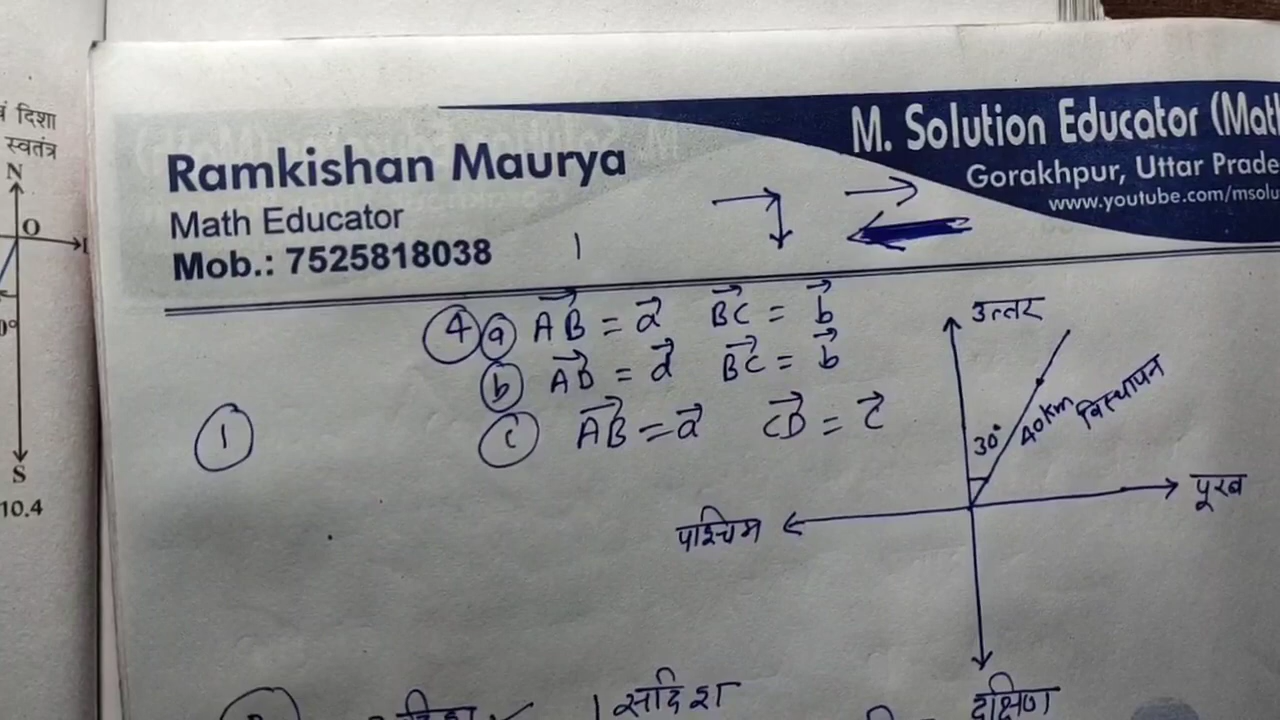 वं दिशा
स्वतंत्र
N
O
S
10.4
Ramkishan Maurya
Math Educator
Mob.: 7525818038
M. Solution Educator (Mat
Gorakhpur, Uttar Prade
www.youtube.com/msolu
1
④ ⓐ AB = a BC = b
ⓑ AB = a BC = b
① ⓒ AB = a CD = c
उत्तर
30°
40km
विस्थापन
पूरब
पश्चिम
दक्षिण
सदिश